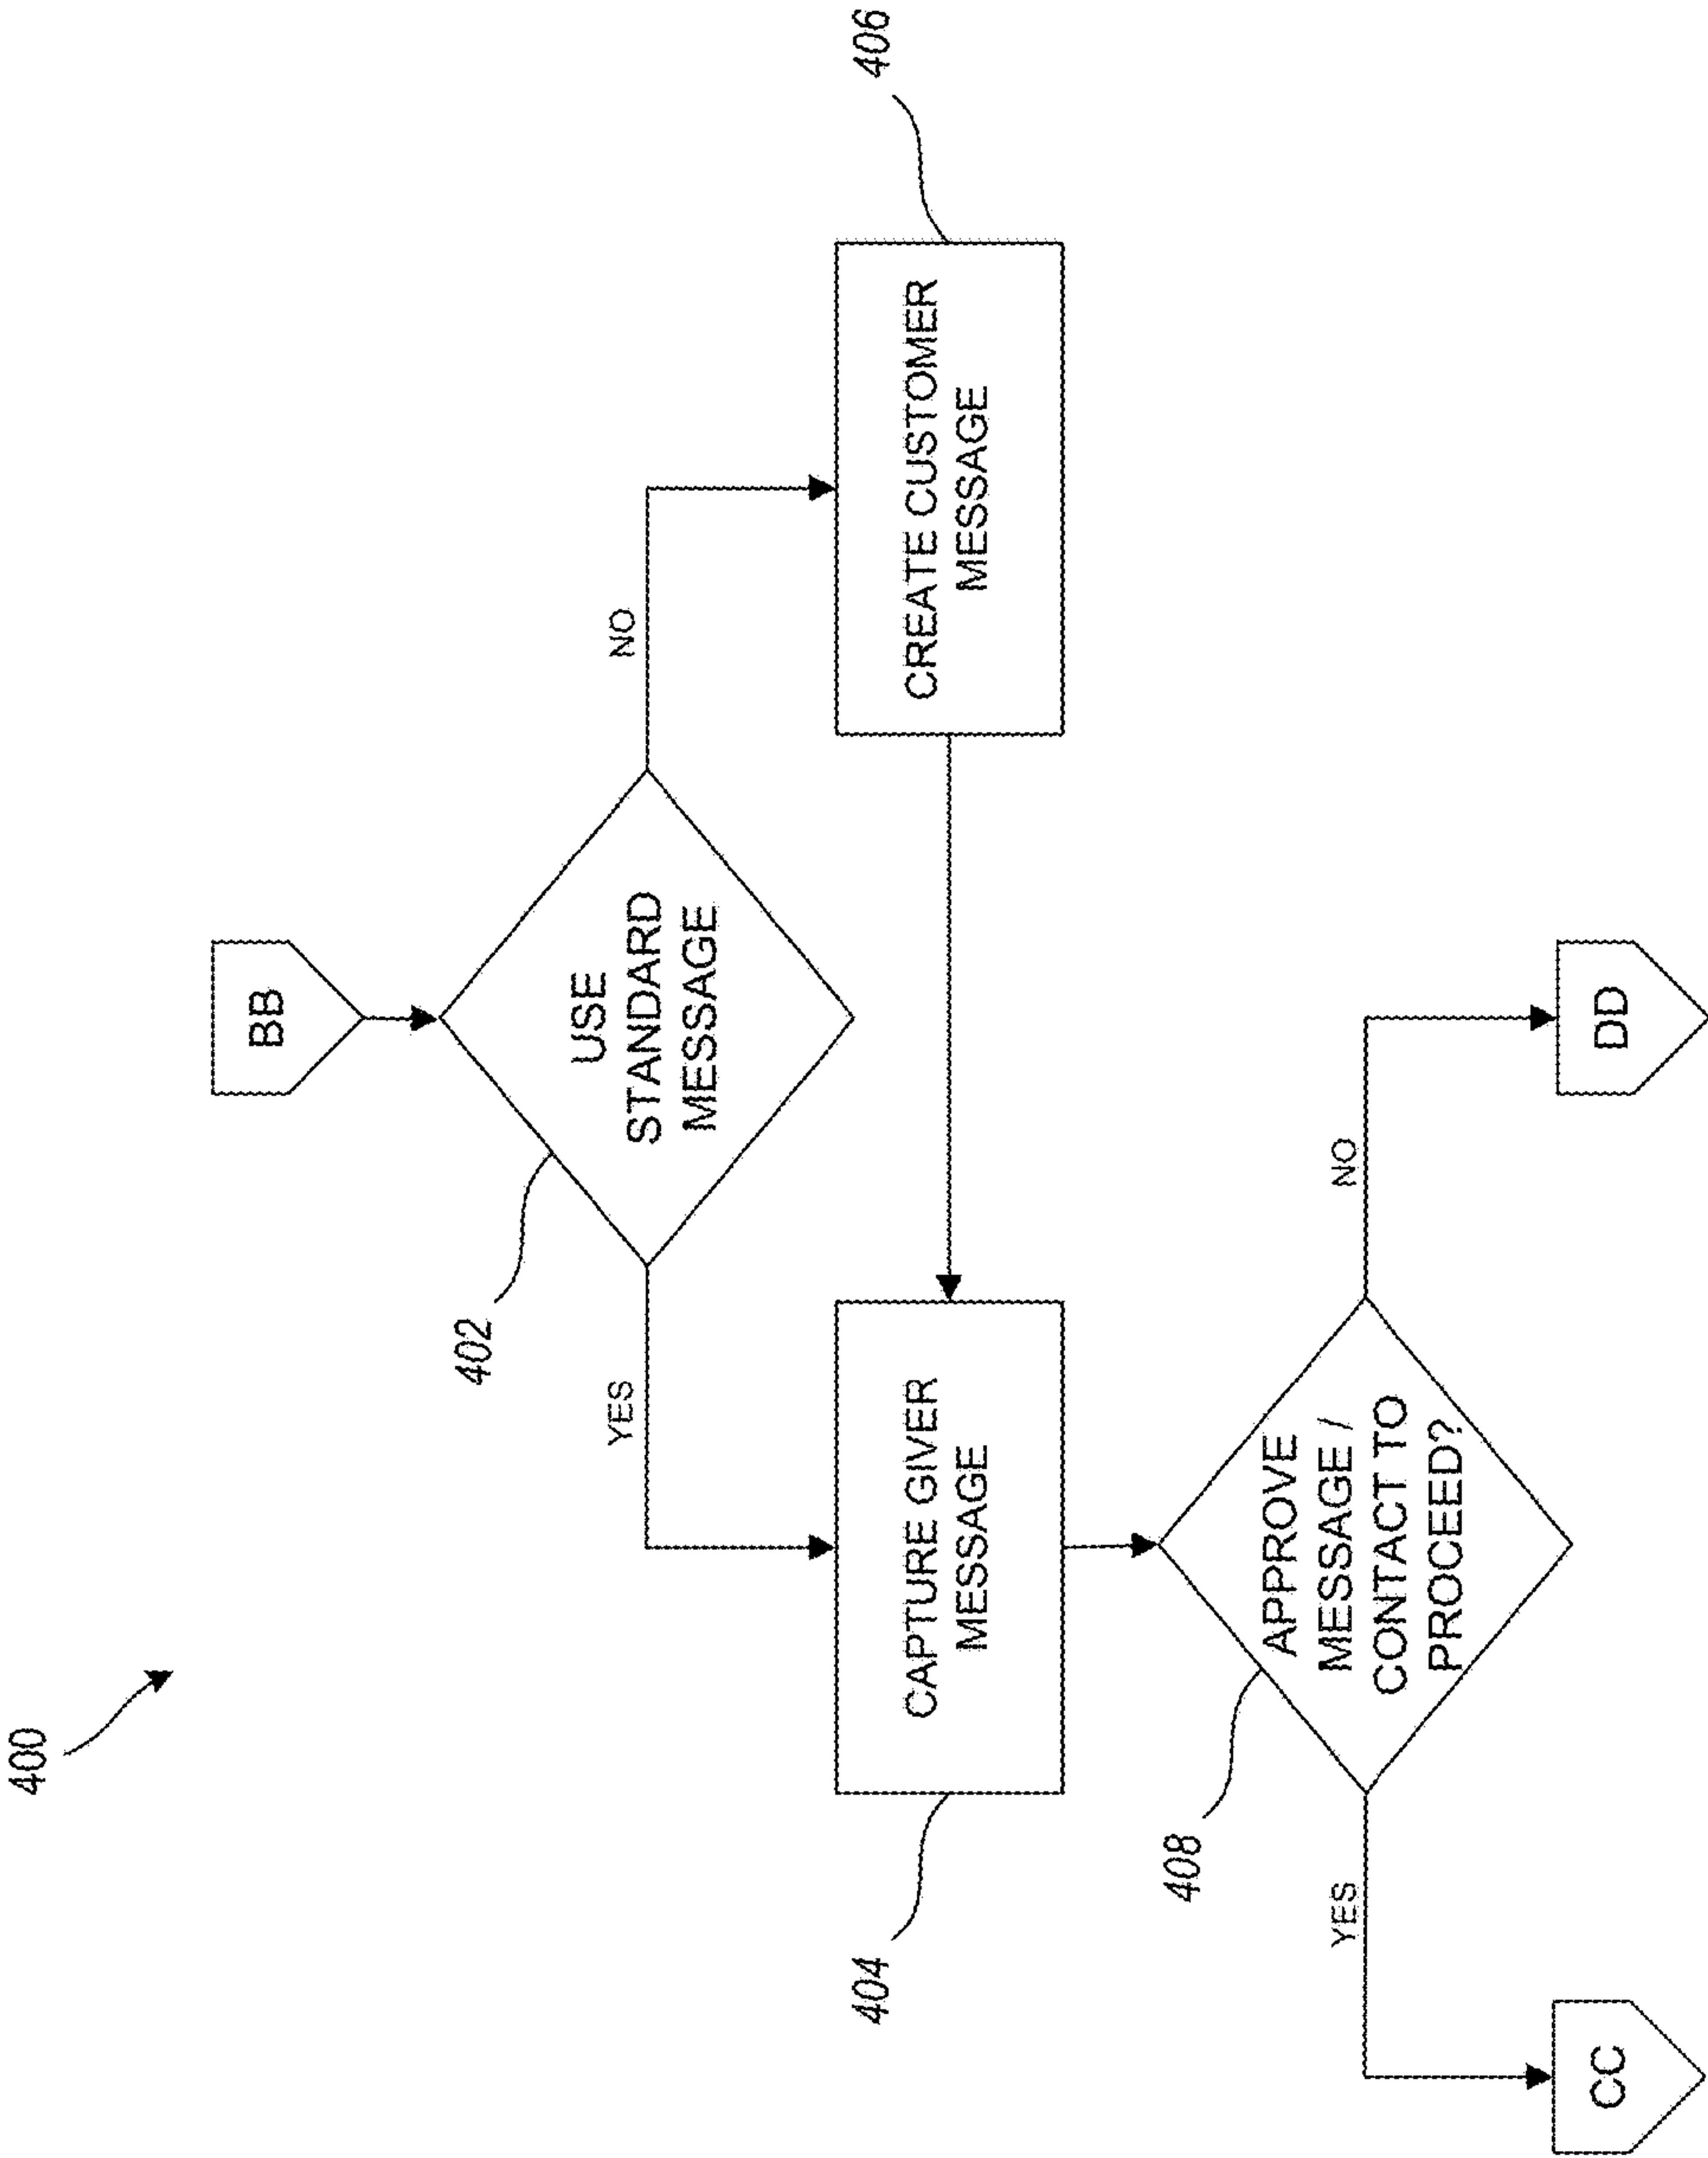 400
BB
402
USE
STANDARD
MESSAGE
YES
NO
404
CAPTURE GIVER
MESSAGE
CREATE CUSTOMER
MESSAGE
406
408
APPROVE
MESSAGE /
CONTACT TO
PROCEED?
YES
NO
CC
DD